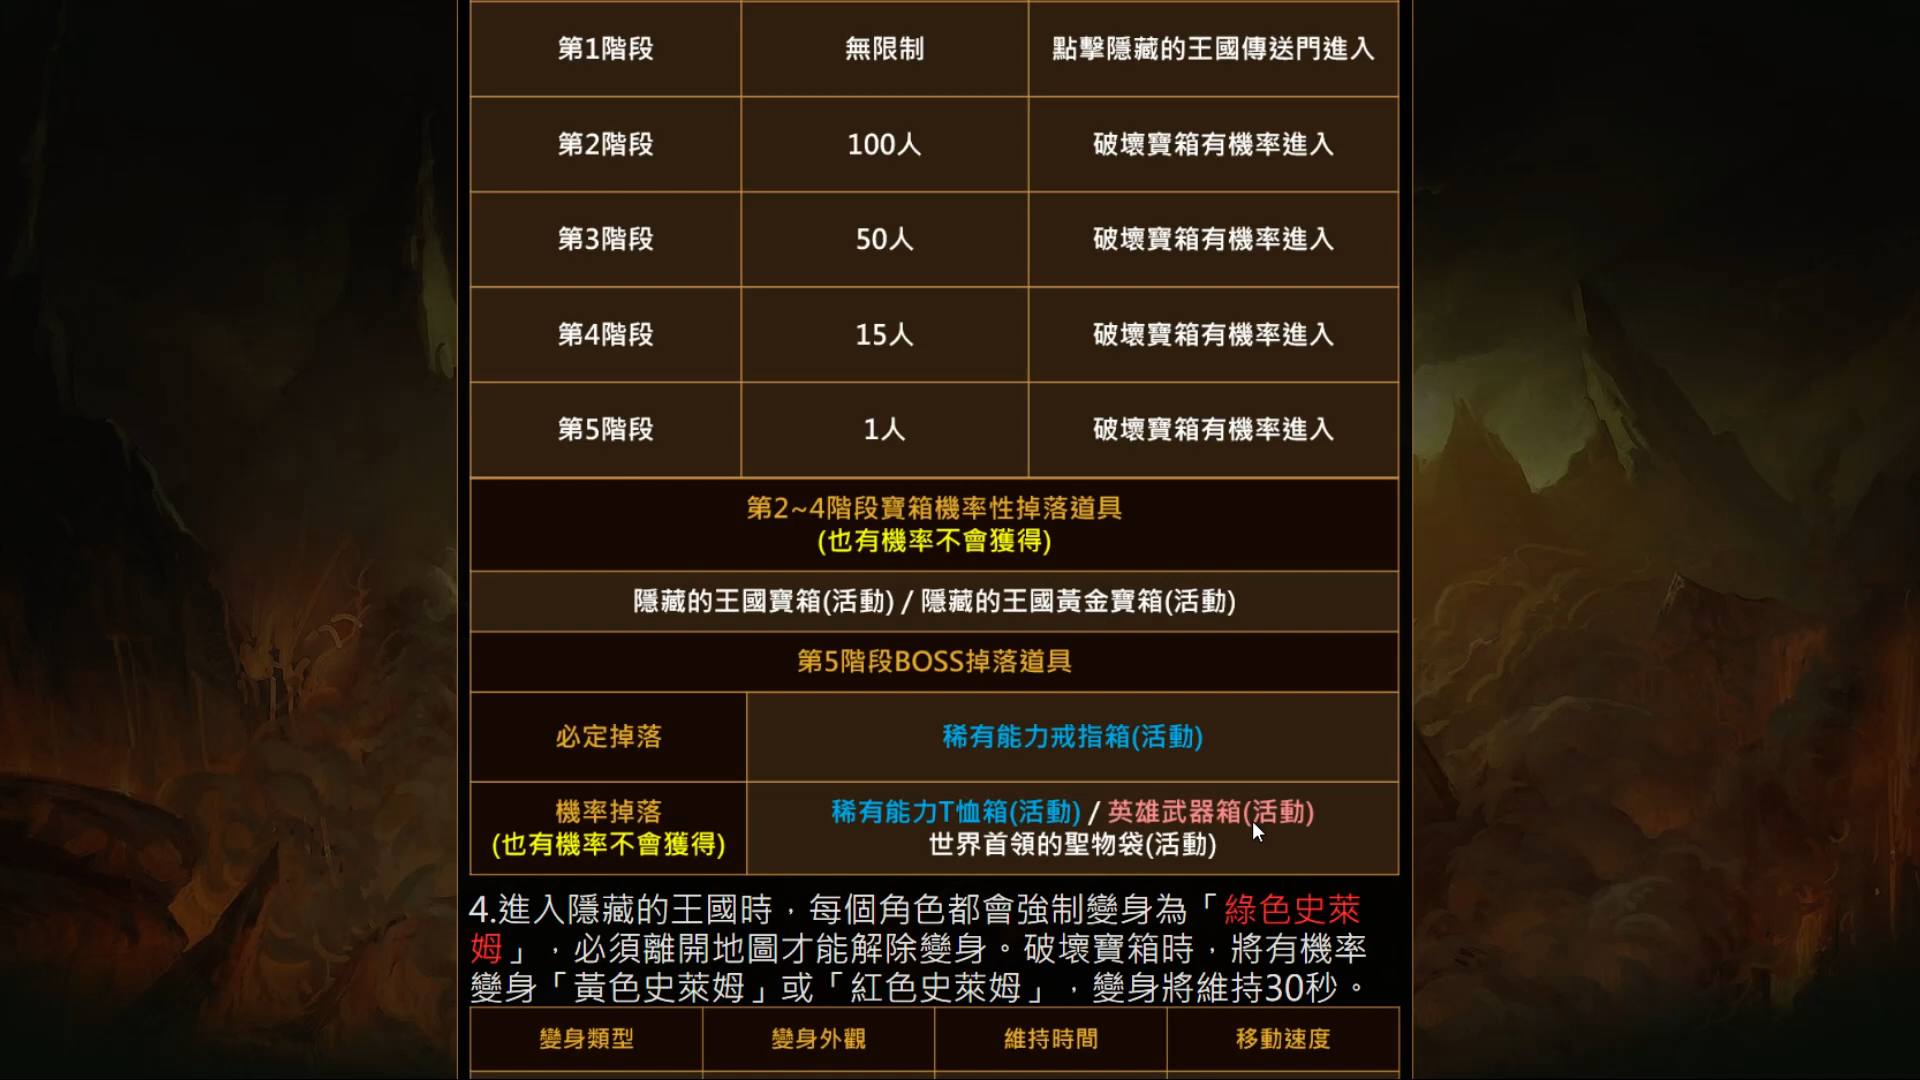 第1階段 無限制 點擊隱藏的王國傳送門進入
第2階段 100人 破壞寶箱有機率進入
第3階段 50人 破壞寶箱有機率進入
第4階段 15人 破壞寶箱有機率進入
第5階段 1人 破壞寶箱有機率進入
第2~4階段寶箱機率性掉落道具
(也有機率不會獲得)
隱藏的王國寶箱(活動) / 隱藏的王國黃金寶箱(活動)
第5階段BOSS掉落道具
必定掉落 稀有能力戒指箱(活動)
機率掉落
(也有機率不會獲得)
稀有能力T恤箱(活動) / 英雄武器箱(活動)
世界首領的聖物袋(活動)
4.進入隱藏的王國時，每個角色都會強制變身為「綠色史萊
姆」，必須離開地圖才能解除變身。破壞寶箱時，將有機率
變身「黃色史萊姆」或「紅色史萊姆」，變身將維持30秒。
變身類型 變身外觀 維持時間 移動速度